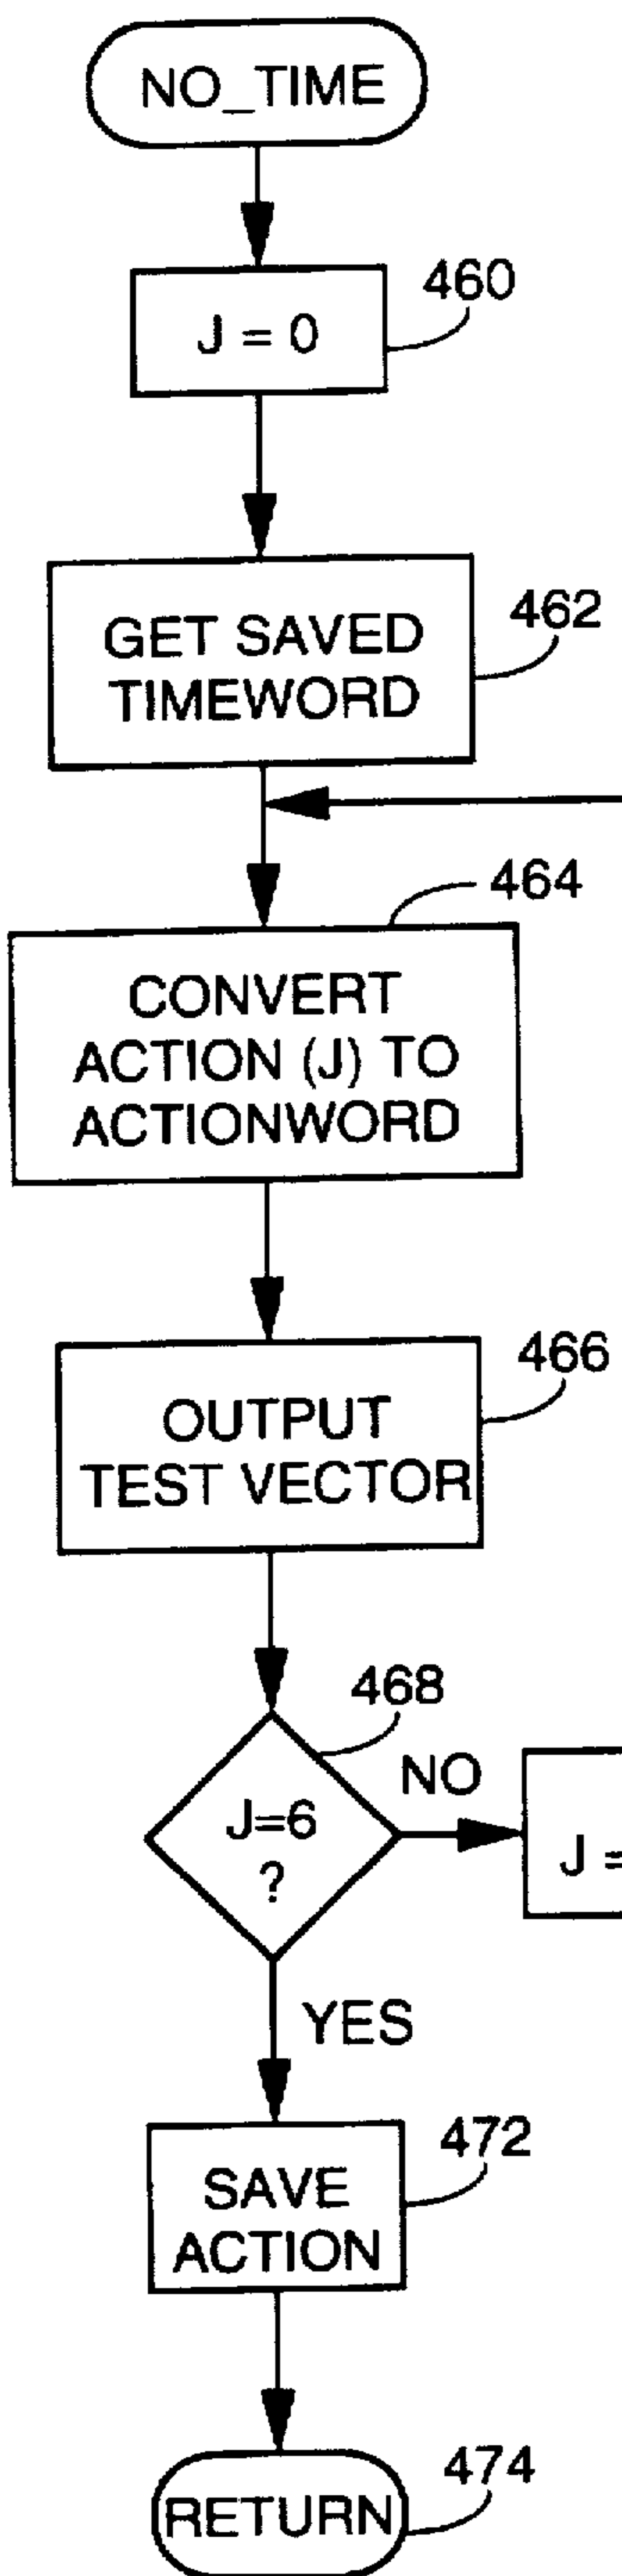 NO_TIME
460
J = 0
462
GET SAVED
TIMEWORD
464
CONVERT
ACTION (J) TO
ACTIONWORD
466
OUTPUT
TEST VECTOR
468
J=6
?
NO
J =
YES
472
SAVE
ACTION
474
RETURN